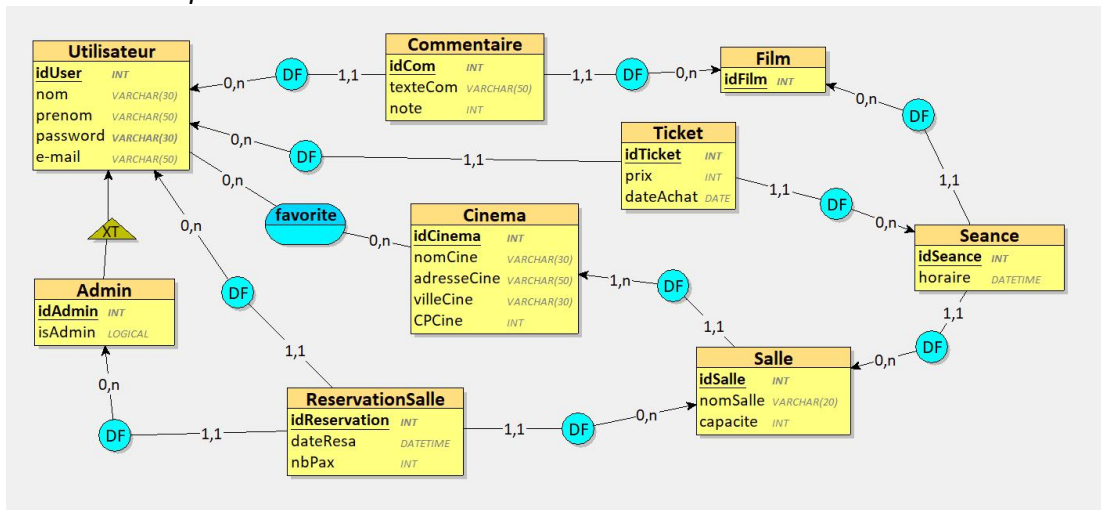 Utilisateur
idUser INT
nom VARCHAR(30)
prenom VARCHAR(50)
password VARCHAR(30)
e-mail VARCHAR(50)
0,n
DF
1,1
Commentaire
idCom INT
texteCom VARCHAR(50)
note INT
1,1
DF
0,n
Film
idFilm INT
0,n
DF
1,1
0,n
DF
1,1
Ticket
idTicket INT
prix INT
dateAchat DATE
1,1
DF
0,n
Seance
idSeance INT
horaire DATETIME
0,n
favorite
0,n
Cinema
idCinema INT
nomCine VARCHAR(30)
adresseCine VARCHAR(50)
villeCine VARCHAR(30)
CPCine INT
1,n
DF
1,1
XT
0,n
DF
1,1
Admin
idAdmin INT
isAdmin LOGICAL
0,n
DF
1,1
ReservationSalle
idReservation INT
dateResa DATETIME
nbPax INT
1,1
DF
0,n
Salle
idSalle INT
nomSalle VARCHAR(20)
capacite INT
1,1
DF
0,n